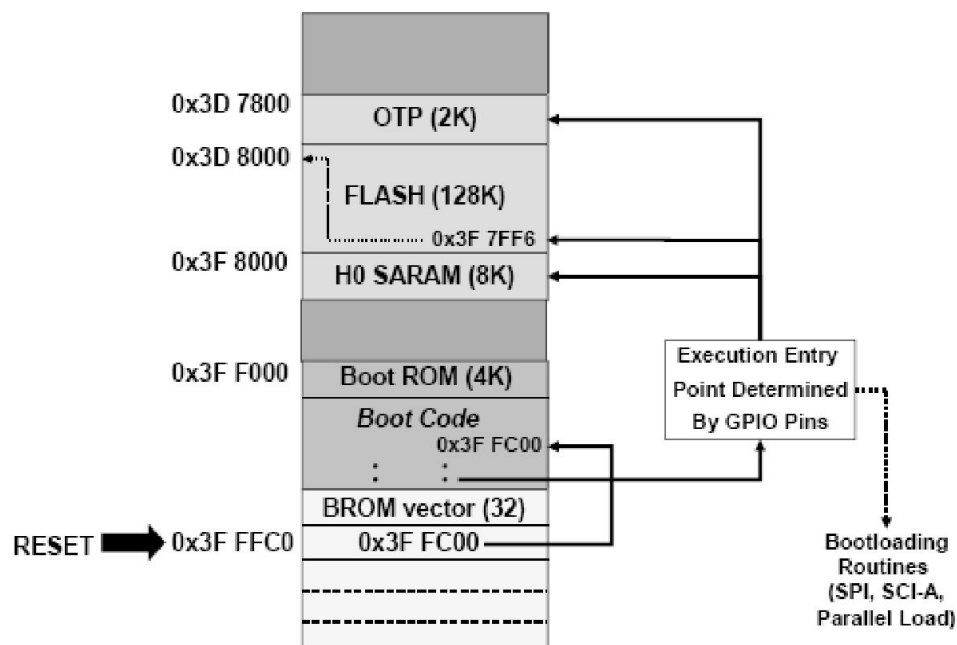 0x3D 7800
OTP (2K)
0x3D 8000
FLASH (128K)
0x3F 7FF6
0x3F 8000
H0 SARAM (8K)
0x3F F000
Boot ROM (4K)
Execution Entry
Point Determined
By GPIO Pins
Boot Code
0x3F FC00
BROM vector (32)
RESET
0x3F FFC0
0x3F FC00
Bootloading
Routines
(SPI, SCI-A,
Parallel Load)